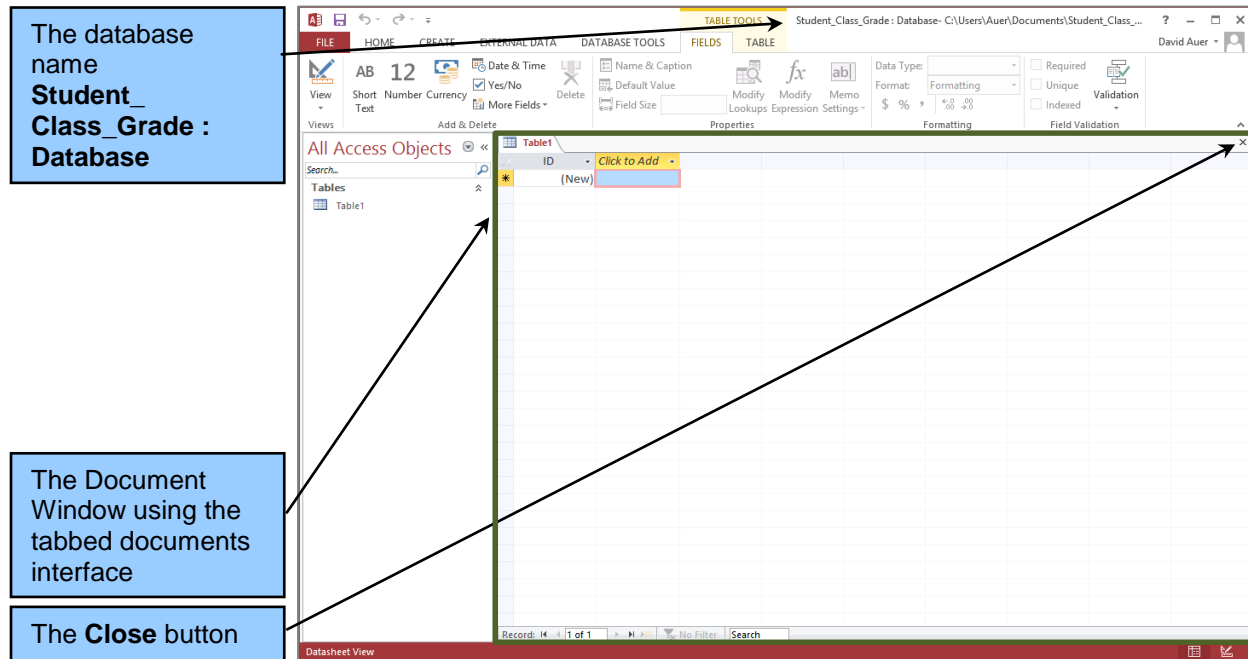 The database
name
Student_
Class_Grade :
Database
The Document
Window using the
tabbed documents
interface
The Close button
TABLE TOOLS
Student_Class_Grade : Database- C:\Users\Auer\Documents\Student_Class_...
?
FILE HOME CREATE EXTERNAL DATA DATABASE TOOLS FIELDS TABLE
David Auer
View
Views
AB
Short
Text
12
Number
Currency
Date & Time
Yes/No
More Fields
Delete
Add & Delete
Name & Caption
Default Value
Field Size
Modify
Lookups
fx
Modify
Expression
ab
Memo
Settings
Properties
Data Type:
Format: Formatting
$ % , .00 .00
Formatting
Required
Unique
Indexed
Validation
Field Validation
All Access Objects
Search...
Tables
Table1
Table1
ID Click to Add
(New)
Record: 1 of 1 No Filter Search
Datasheet View